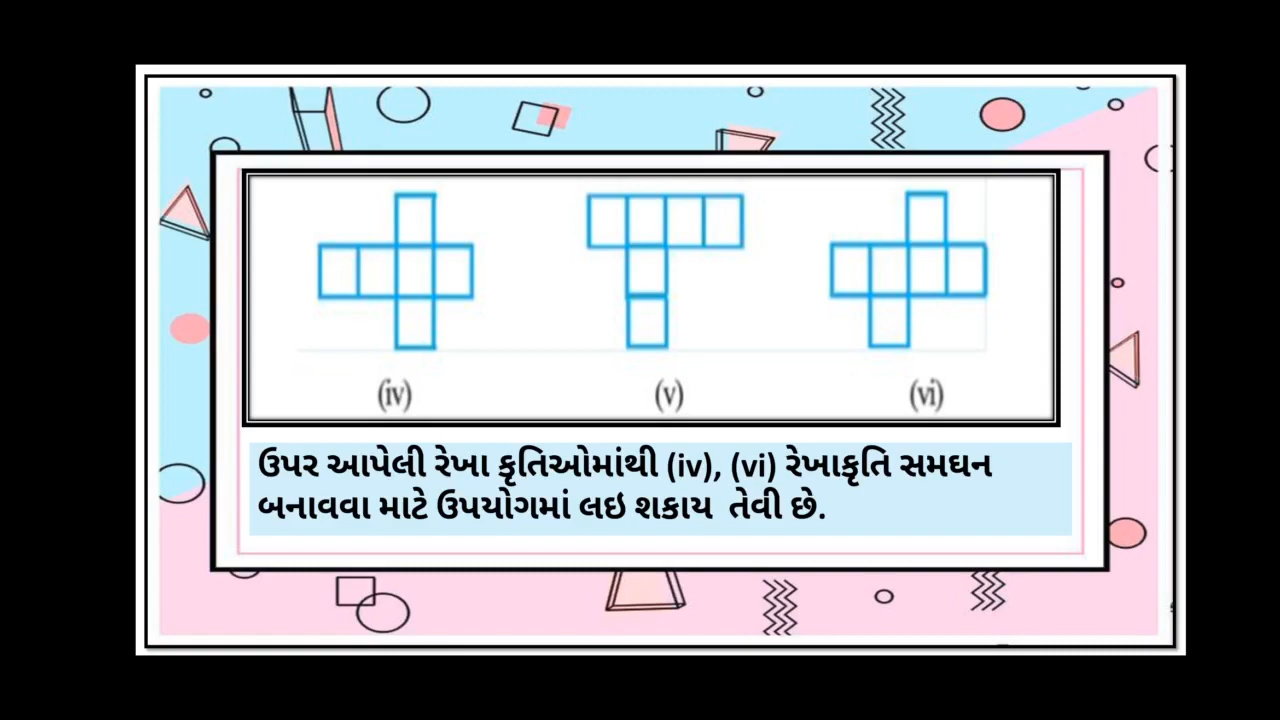 (iv) (v) (vi)
ઉપર આપેલી રેખા કૃતિઓમાંથી (iv), (vi) રેખાકૃતિ સમઘન
બનાવવા માટે ઉપયોગમાં લઇ શકાય તેવી છે.